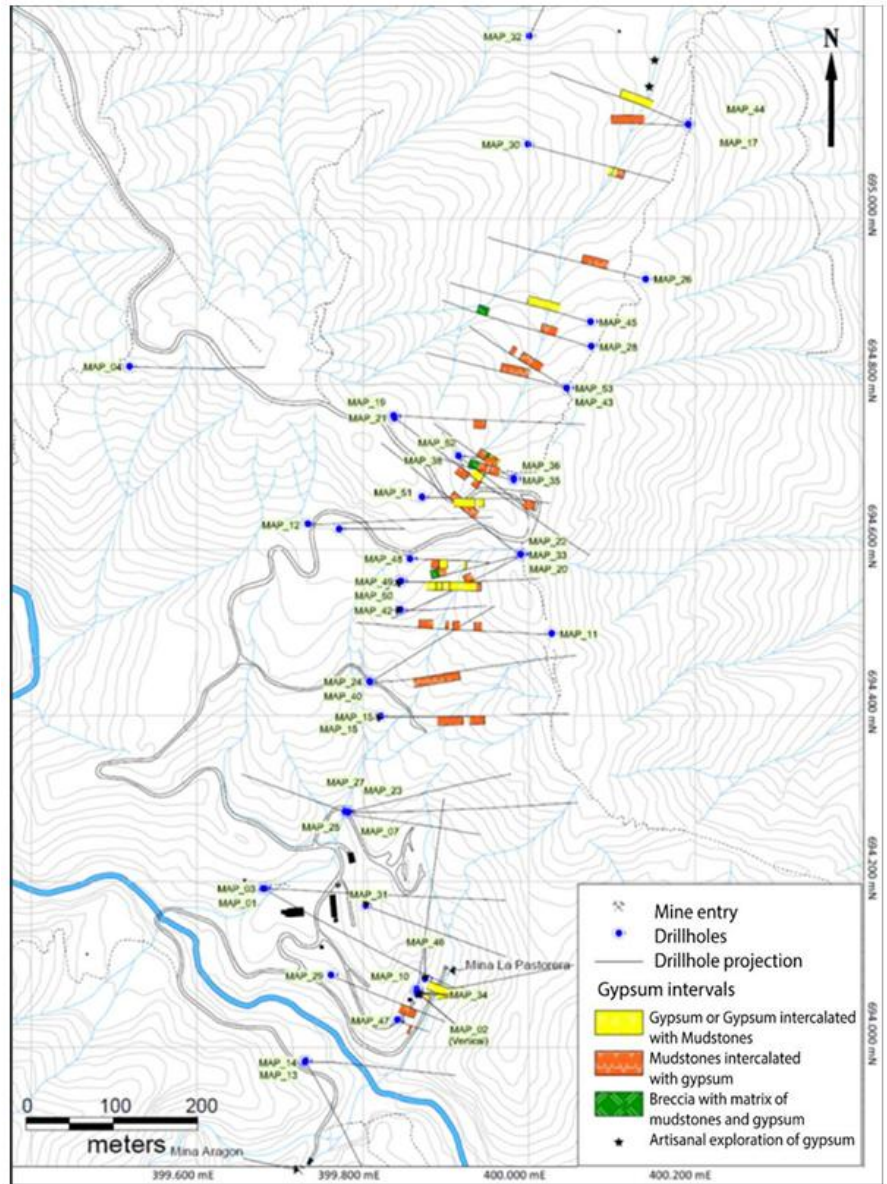 MAP_32
N
MAP_44
MAP_30
MAP_17
695.000 mN
MAP_26
MAP_45
MAP_28
MAP_04
694.800 mN
MAP_53
MAP_19
MAP_43
MAP_21
MAP_52
MAP_38
MAP_36
MAP_35
MAP_51
MAP_12
MAP_22
694.600 mN
MAP_48
MAP_33
MAP_20
MAP_49
MAP_50
MAP_42
MAP_11
MAP_24
MAP_40
694.400 mN
MAP_15
MAP_27
MAP_23
MAP_25
MAP_07
694.200 mN
MAP_03
MAP_31
MAP_01
Mine entry
Drillholes
Drillhole projection
Gypsum intervals
Gypsum or Gypsum intercalated
with Mudstones
Mudstones intercalated
with gypsum
Breccia with matrix of
mudstones and gypsum
Artisanal exploration of gypsum
MAP_46
Mina La Pastorera
MAP_29
MAP_10
MAP_34
MAP_47
MAP_02
(Vertical)
694.000 mN
MAP_14
MAP_13
0 100 200
meters
Mina Aragon
399.600 mE
399.800 mE
400.000 mE
400.200 mE